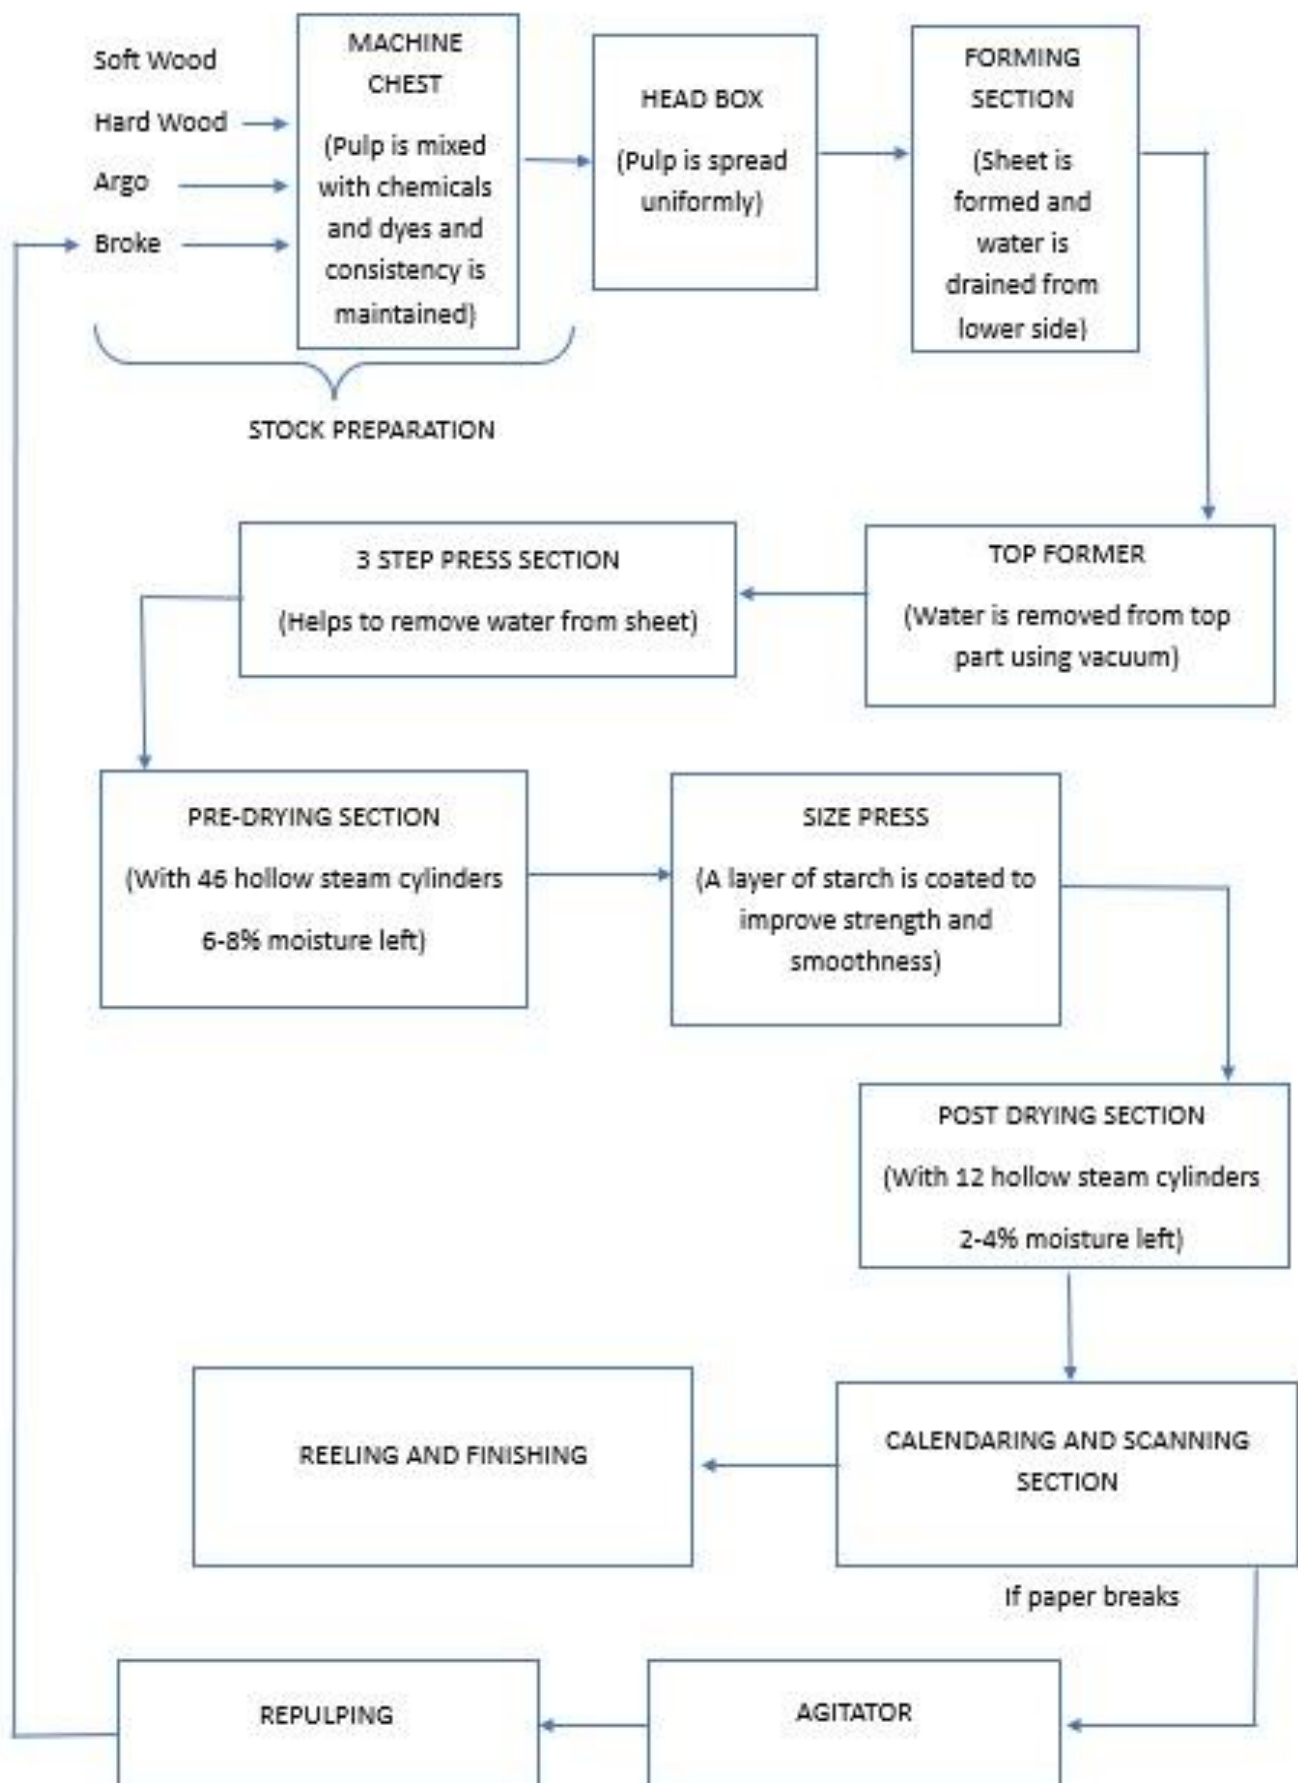 Soft Wood
Hard Wood
Argo
Broke
MACHINE
CHEST
(Pulp is mixed
with chemicals
and dyes and
consistency is
maintained)
STOCK PREPARATION
HEAD BOX
(Pulp is spread
uniformly)
FORMING
SECTION
(Sheet is
formed and
water is
drained from
lower side)
TOP FORMER
(Water is removed from top
part using vacuum)
3 STEP PRESS SECTION
(Helps to remove water from sheet)
PRE-DRYING SECTION
(With 46 hollow steam cylinders
6-8% moisture left)
SIZE PRESS
(A layer of starch is coated to
improve strength and
smoothness)
POST DRYING SECTION
(With 12 hollow steam cylinders
2-4% moisture left)
CALENDARING AND SCANNING
SECTION
REELING AND FINISHING
If paper breaks
AGITATOR
REPULPING